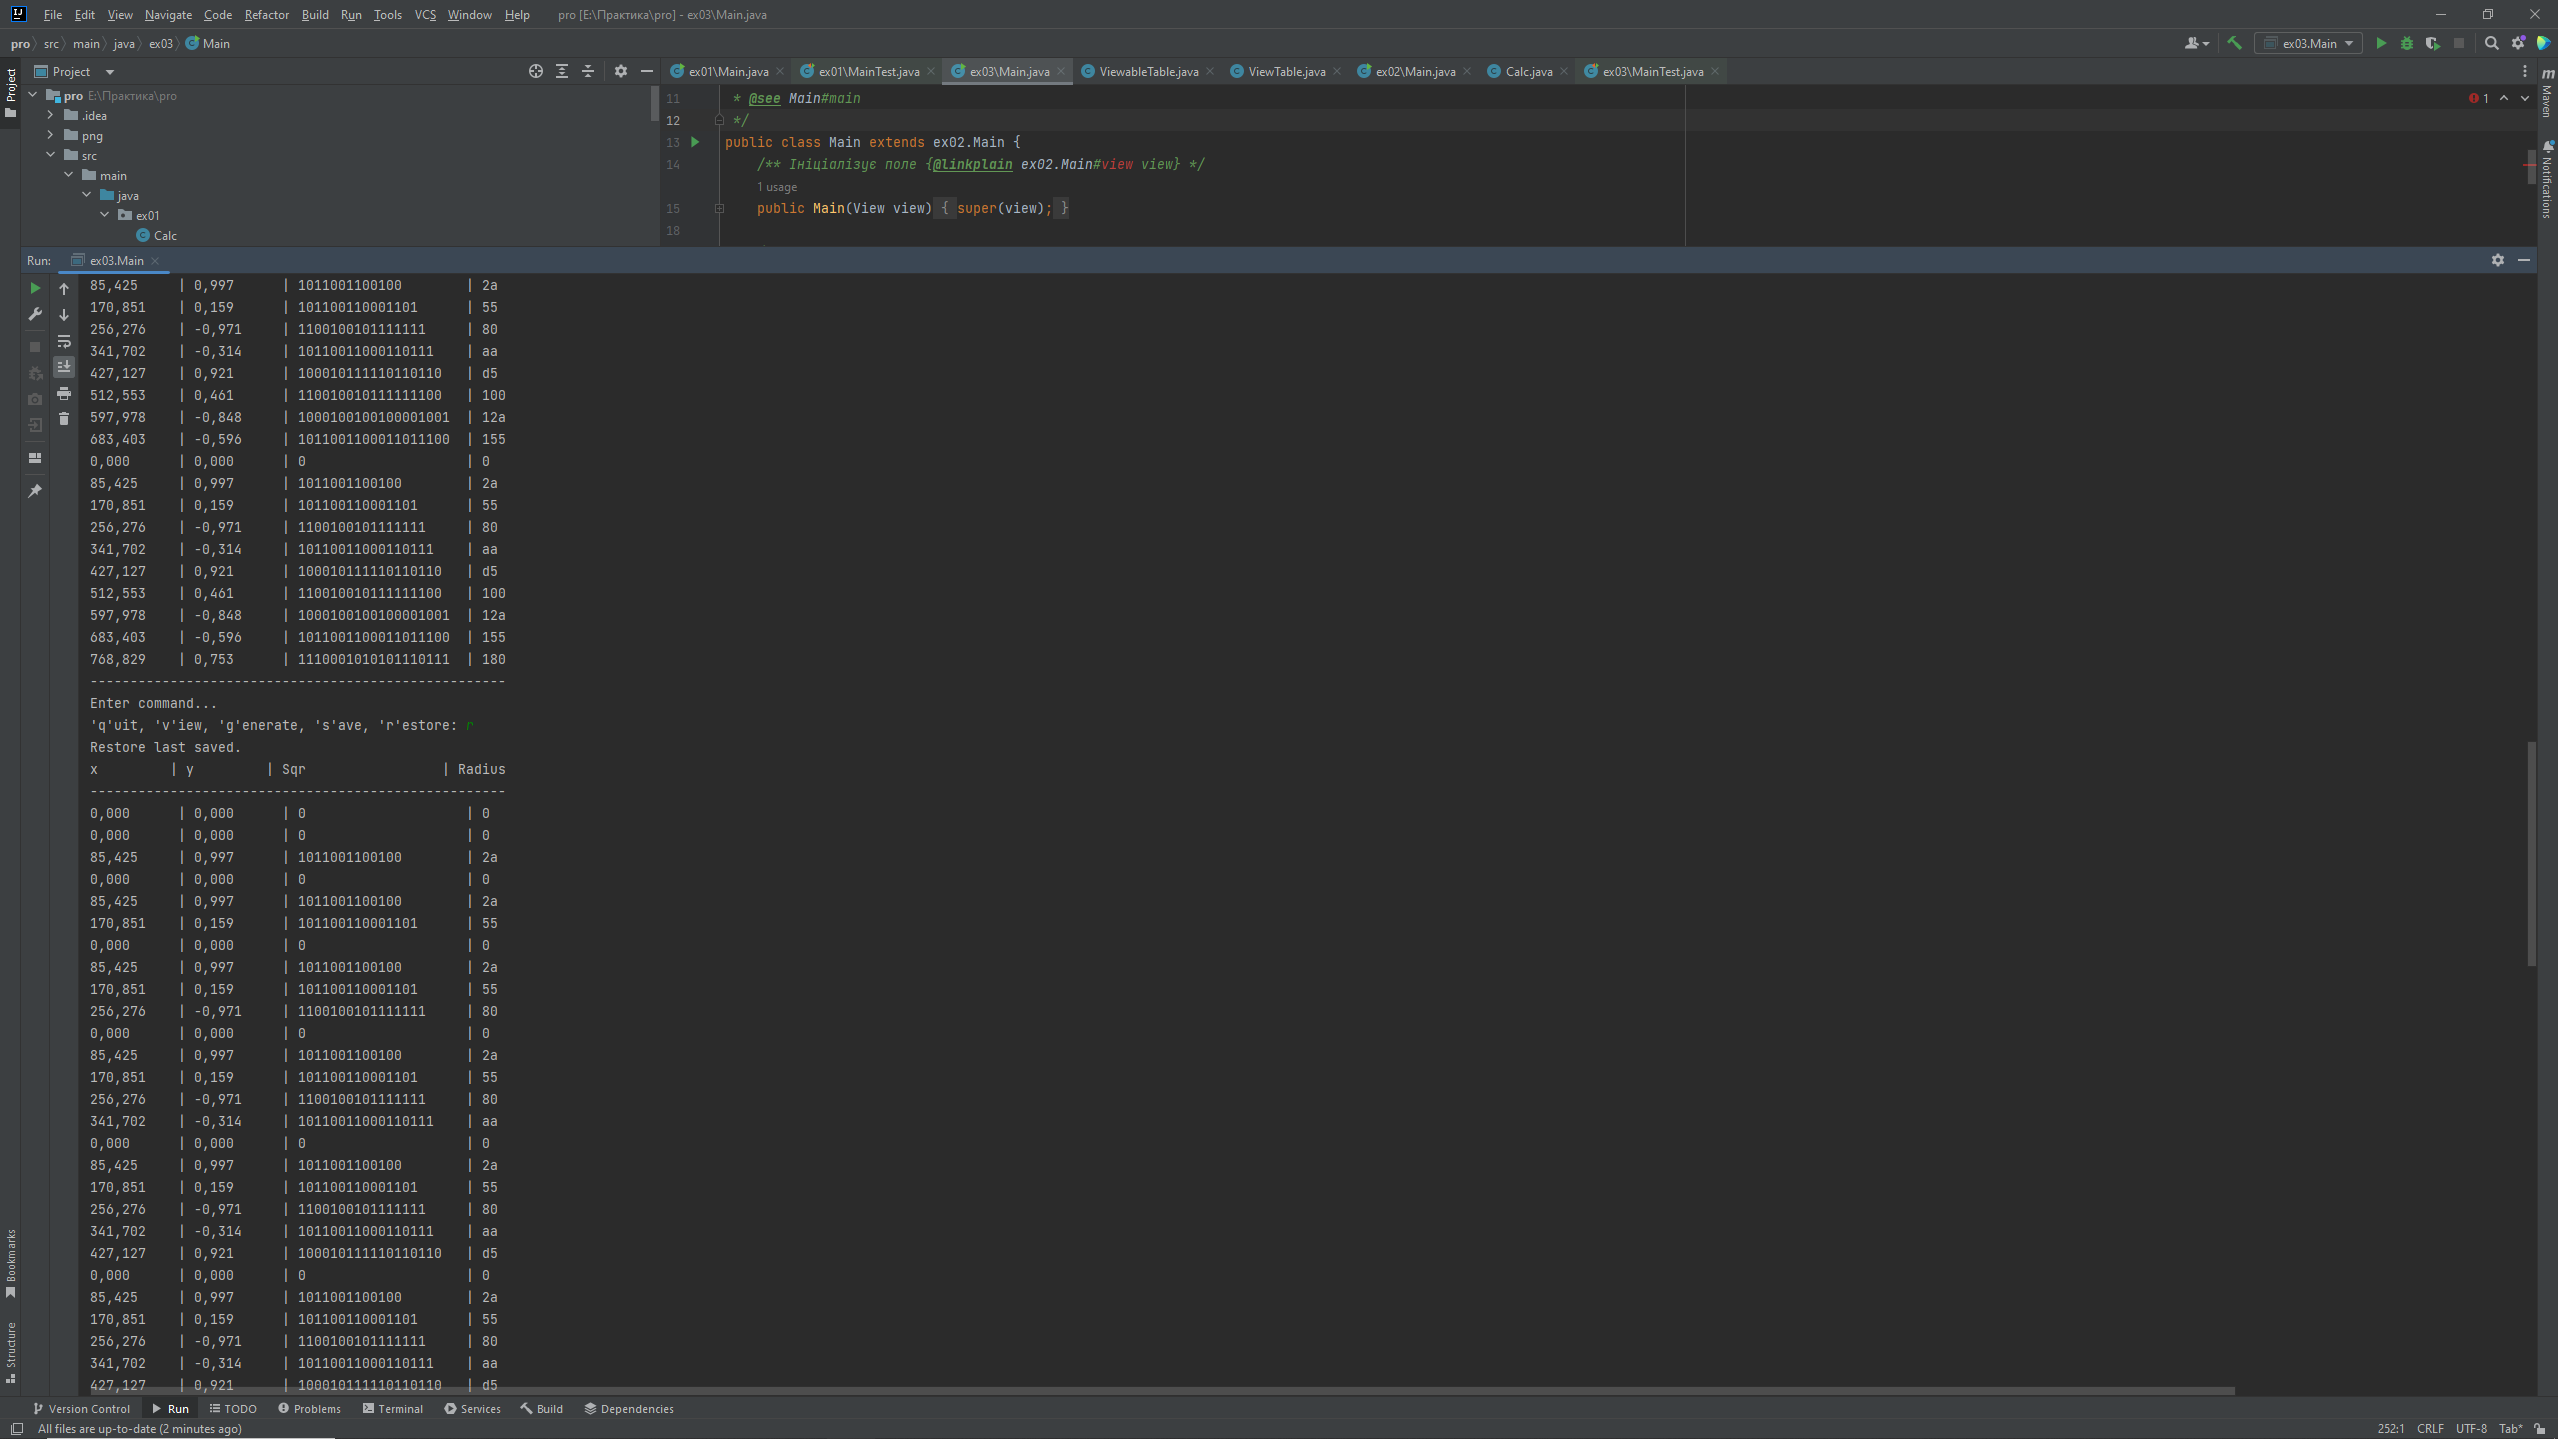 File Edit View Navigate Code Refactor Build Run Tools VCS Window Help pro [E:\Практика\pro] - ex03\Main.java
pro src main java ex03 Main ex03.Main
Project
ex01\Main.java ex01\MainTest.java ex03\Main.java ViewableTable.java ViewTable.java ex02\Main.java Calc.java ex03\MainTest.java
pro E:\Практика\pro
.idea
png
src
main
java
ex01
Calc
11 * @see Main#main
12 */
13 public class Main extends ex02.Main {
14 /** Ініціалізує поле {@linkplain ex02.Main#view view} */
1 usage
15 public Main(View view) { super(view); }
18
1
Project
Maven
Notifications
Run: ex03.Main
85,425 | 0,997 | 1011001100100 | 2a
170,851 | 0,159 | 101100110001101 | 55
256,276 | -0,971 | 1100100101111111 | 80
341,702 | -0,314 | 10110011000110111 | aa
427,127 | 0,921 | 100010111110110110 | d5
512,553 | 0,461 | 110010010111111100 | 100
597,978 | -0,848 | 1000100100100001001 | 12a
683,403 | -0,596 | 1011001100011011100 | 155
0,000 | 0,000 | 0 | 0
85,425 | 0,997 | 1011001100100 | 2a
170,851 | 0,159 | 101100110001101 | 55
256,276 | -0,971 | 1100100101111111 | 80
341,702 | -0,314 | 10110011000110111 | aa
427,127 | 0,921 | 100010111110110110 | d5
512,553 | 0,461 | 110010010111111100 | 100
597,978 | -0,848 | 1000100100100001001 | 12a
683,403 | -0,596 | 1011001100011011100 | 155
768,829 | 0,753 | 1110001010101110111 | 180
----------------------------------------------------
Enter command...
'q'uit, 'v'iew, 'g'enerate, 's'ave, 'r'estore: r
Restore last saved.
x | y | Sqr | Radius
----------------------------------------------------
0,000 | 0,000 | 0 | 0
0,000 | 0,000 | 0 | 0
85,425 | 0,997 | 1011001100100 | 2a
0,000 | 0,000 | 0 | 0
85,425 | 0,997 | 1011001100100 | 2a
170,851 | 0,159 | 101100110001101 | 55
0,000 | 0,000 | 0 | 0
85,425 | 0,997 | 1011001100100 | 2a
170,851 | 0,159 | 101100110001101 | 55
256,276 | -0,971 | 1100100101111111 | 80
0,000 | 0,000 | 0 | 0
85,425 | 0,997 | 1011001100100 | 2a
170,851 | 0,159 | 101100110001101 | 55
256,276 | -0,971 | 1100100101111111 | 80
341,702 | -0,314 | 10110011000110111 | aa
0,000 | 0,000 | 0 | 0
85,425 | 0,997 | 1011001100100 | 2a
170,851 | 0,159 | 101100110001101 | 55
256,276 | -0,971 | 1100100101111111 | 80
341,702 | -0,314 | 10110011000110111 | aa
427,127 | 0,921 | 100010111110110110 | d5
0,000 | 0,000 | 0 | 0
85,425 | 0,997 | 1011001100100 | 2a
170,851 | 0,159 | 101100110001101 | 55
256,276 | -0,971 | 1100100101111111 | 80
341,702 | -0,314 | 10110011000110111 | aa
427,127 | 0,921 | 100010111110110110 | d5
Bookmarks
Structure
Version Control Run TODO Problems Terminal Services Build Dependencies
All files are up-to-date (2 minutes ago) 252:1 CRLF UTF-8 Tab*